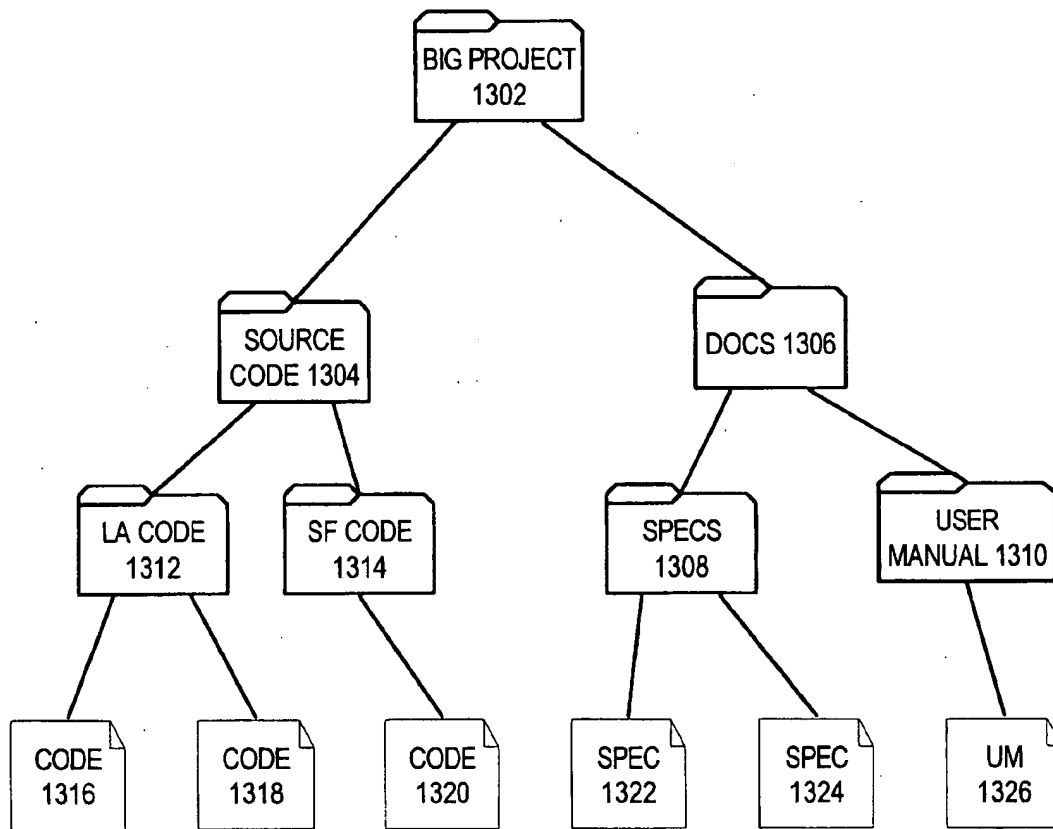 BIG PROJECT
1302
SOURCE
CODE 1304
DOCS 1306
LA CODE
1312
SF CODE
1314
SPECS
1308
USER
MANUAL 1310
CODE
1316
CODE
1318
CODE
1320
SPEC
1322
SPEC
1324
UM
1326